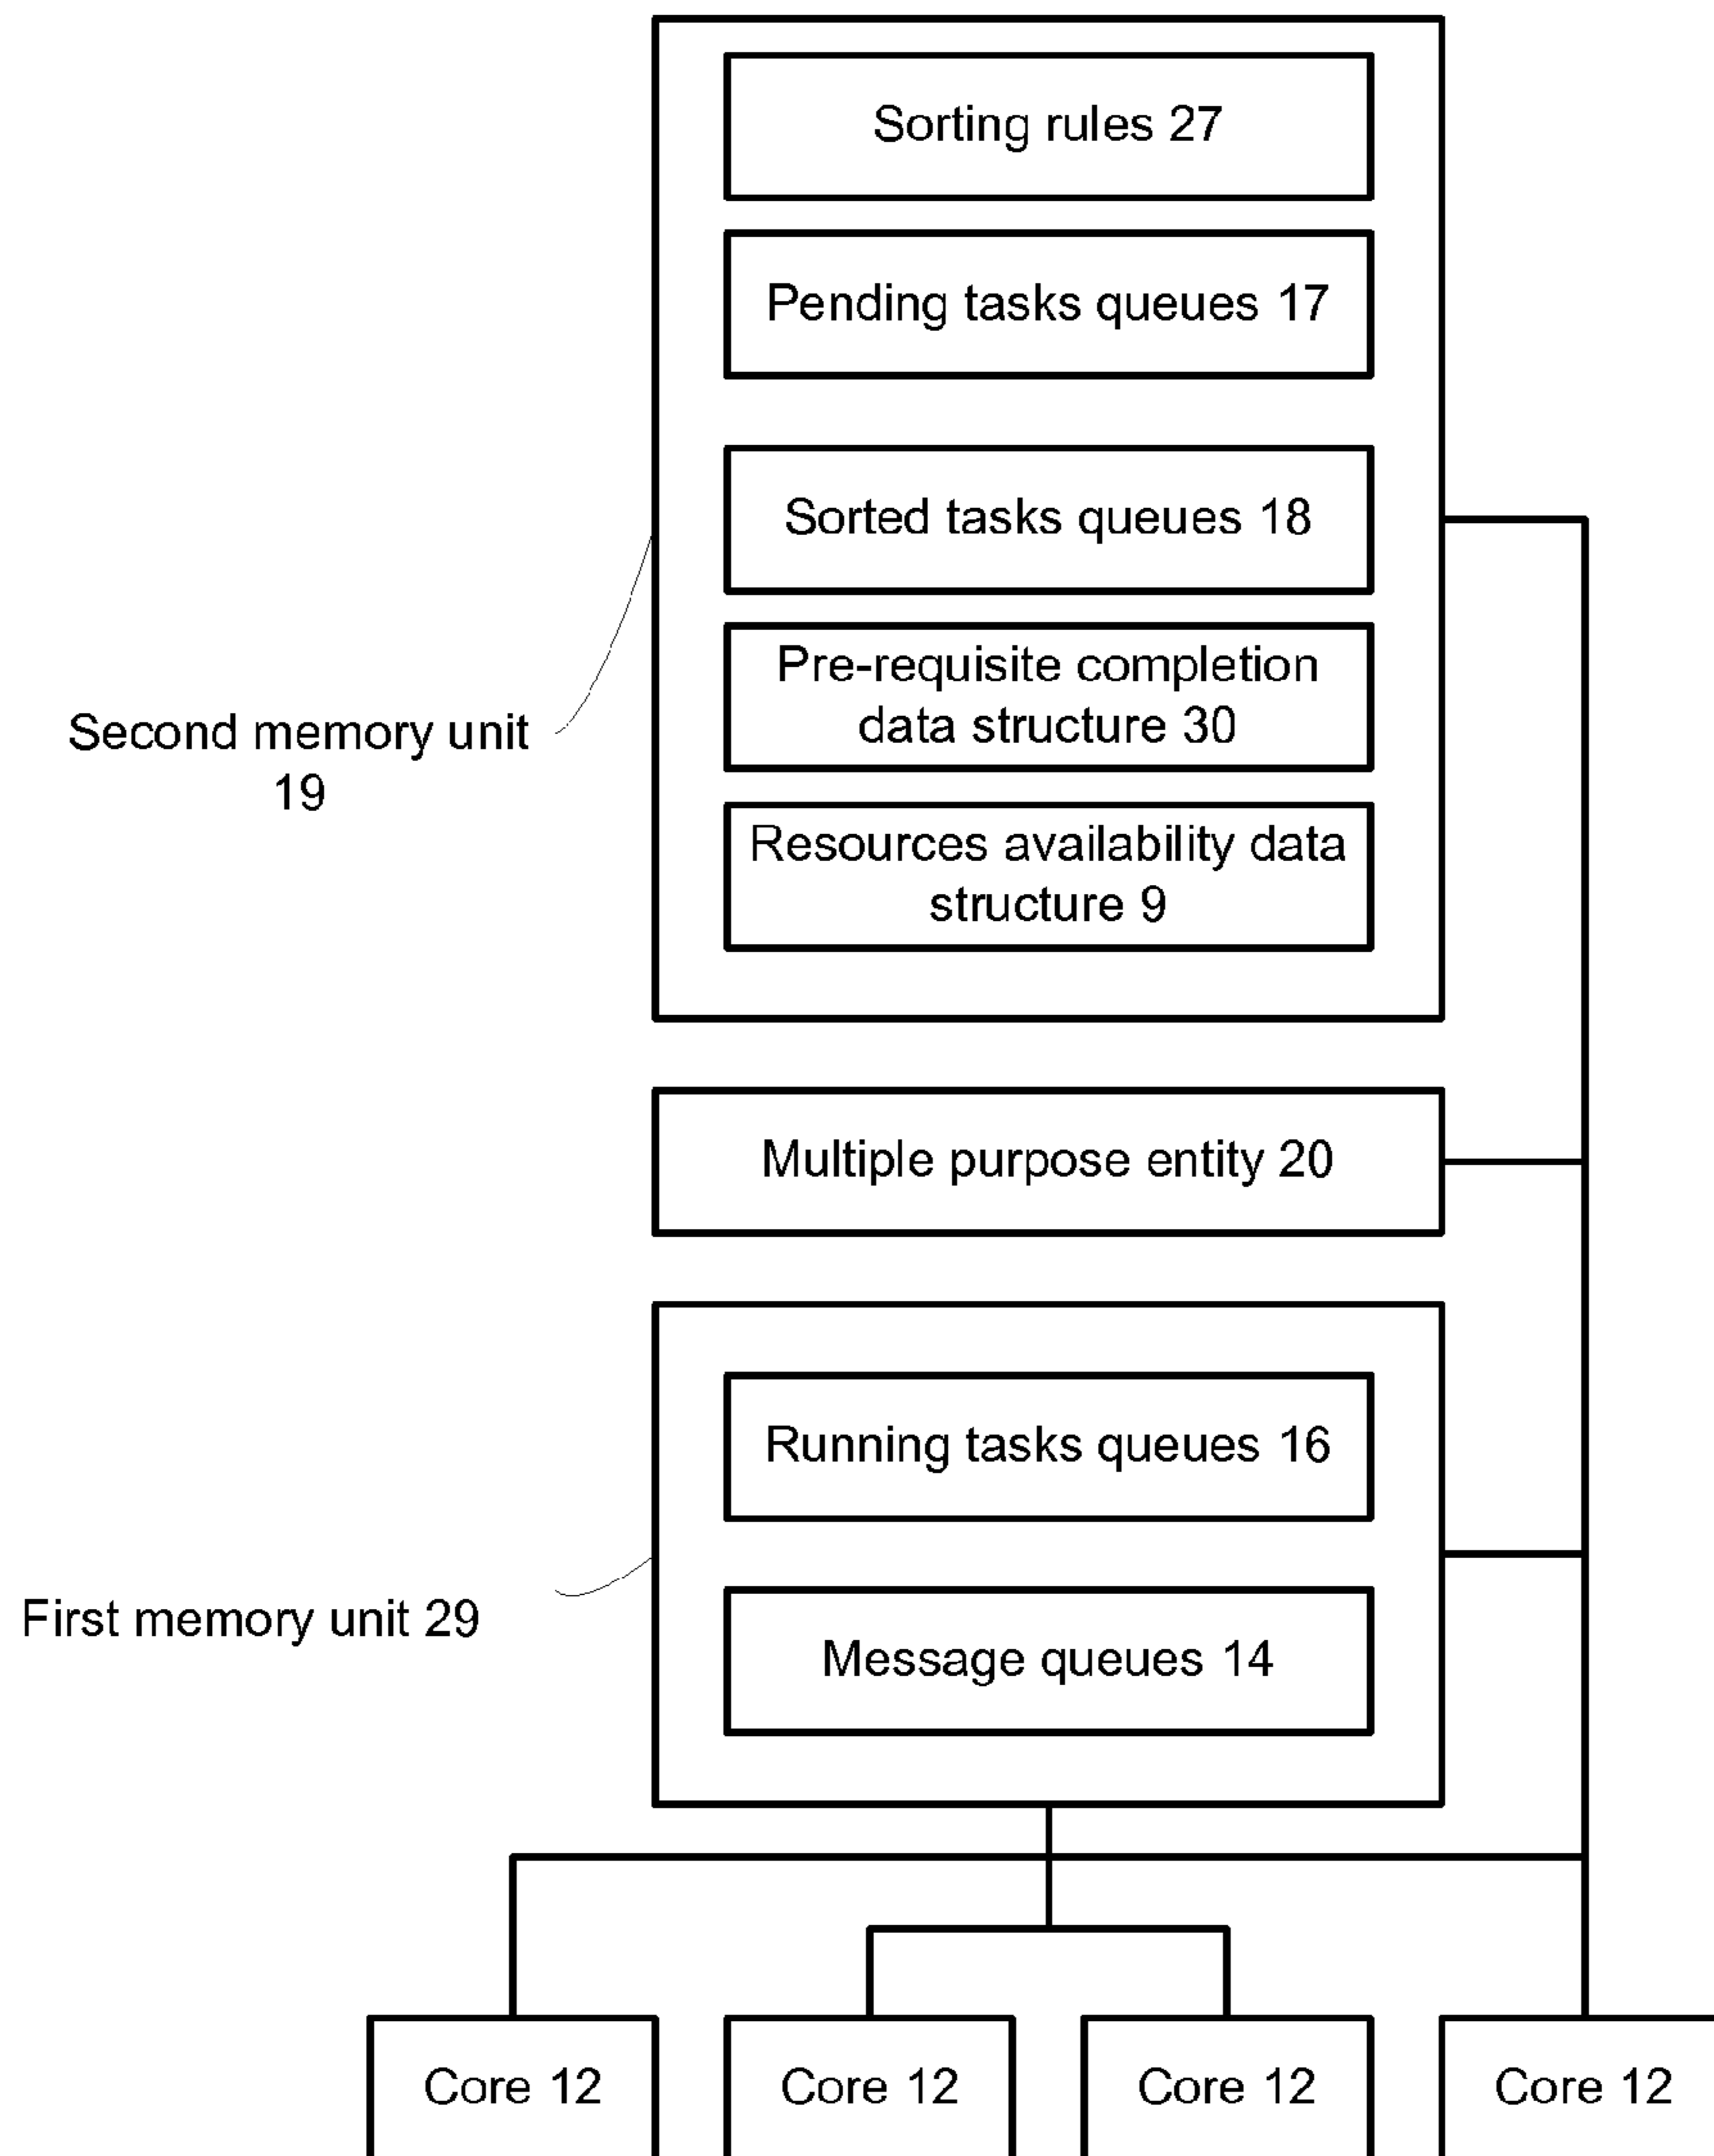 Sorting rules 27
Pending tasks queues 17
Sorted tasks queues 18
Pre-requisite completion
data structure 30
Second memory unit
19
Resources availability data
structure 9
Multiple purpose entity 20
Running tasks queues 16
First memory unit 29
Message queues 14
Core 12
Core 12
Core 12
Core 12